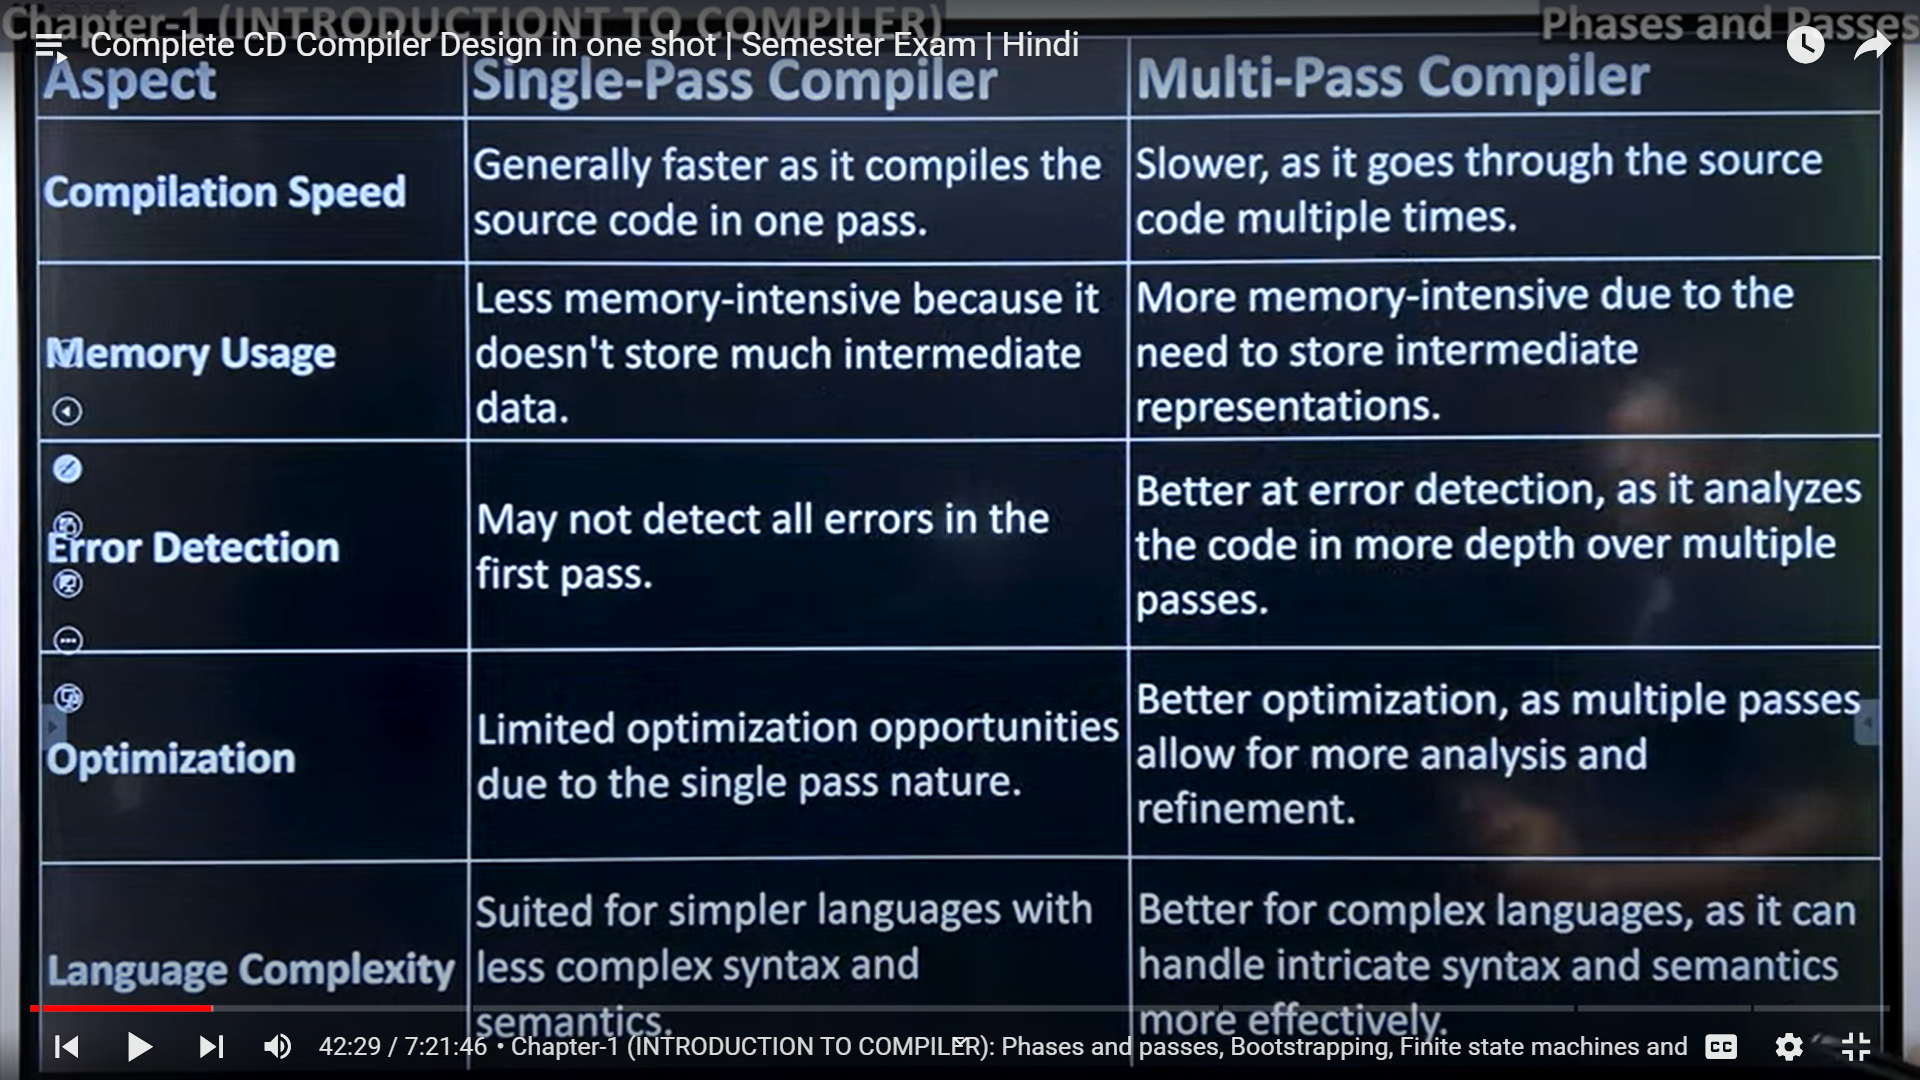 Chapter-1 (INTRODUCTIONT TO COMPILER)
Phases and Passes
Complete CD Compiler Design in one shot | Semester Exam | Hindi
Aspect
Single-Pass Compiler
Multi-Pass Compiler
Compilation Speed
Generally faster as it compiles the
source code in one pass.
Slower, as it goes through the source
code multiple times.
Memory Usage
Less memory-intensive because it
doesn't store much intermediate
data.
More memory-intensive due to the
need to store intermediate
representations.
Error Detection
May not detect all errors in the
first pass.
Better at error detection, as it analyzes
the code in more depth over multiple
passes.
Optimization
Limited optimization opportunities
due to the single pass nature.
Better optimization, as multiple passes
allow for more analysis and
refinement.
Language Complexity
Suited for simpler languages with
less complex syntax and
semantics.
Better for complex languages, as it can
handle intricate syntax and semantics
more effectively.
42:29 / 7:21:46 • Chapter-1 (INTRODUCTION TO COMPILER): Phases and passes, Bootstrapping, Finite state machines and
CC